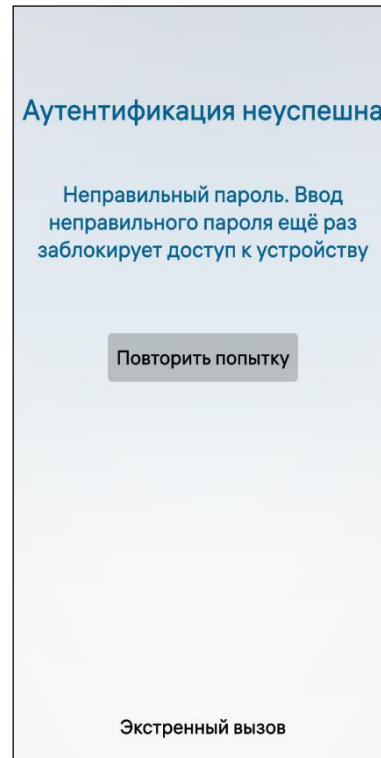 Аутентификация неуспешна
Неправильный пароль. Ввод
неправильного пароля ещё раз
заблокирует доступ к устройству
Повторить попытку
Экстренный вызов